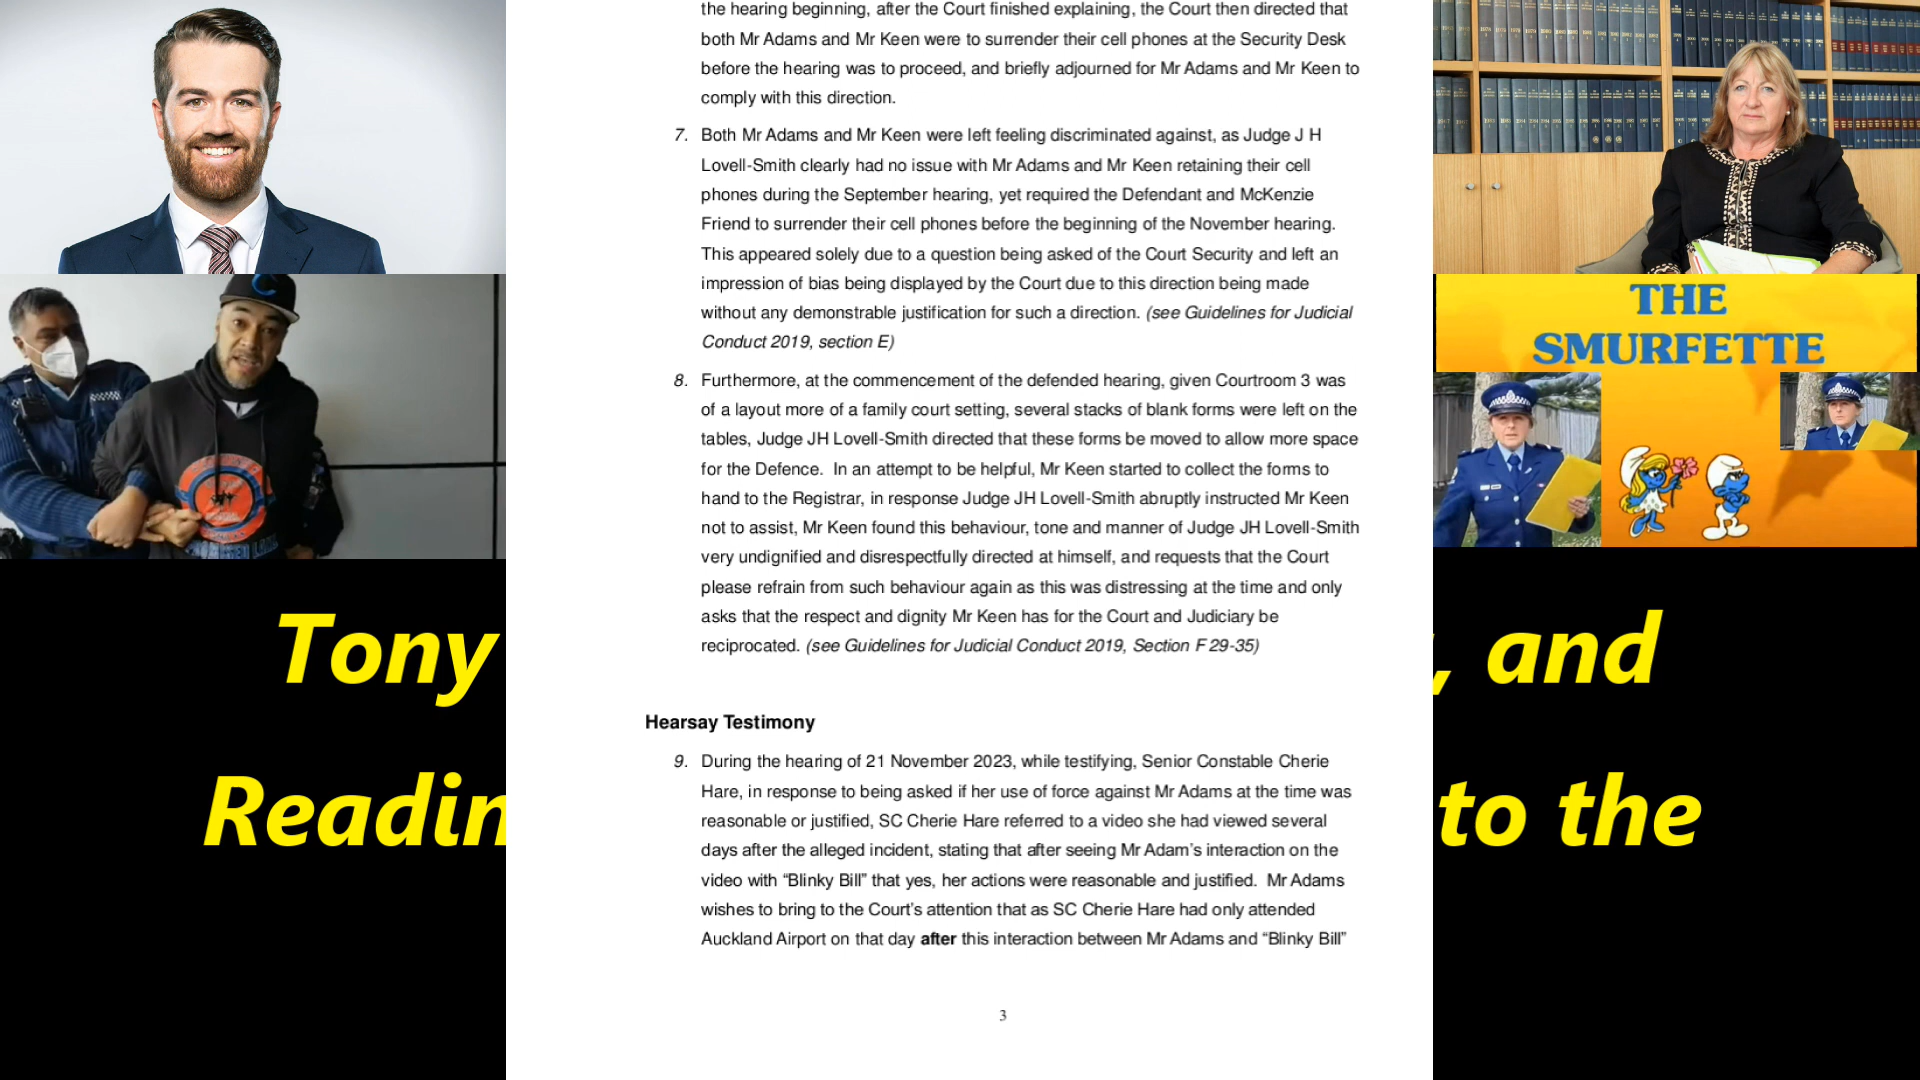 the hearing beginning, after the Court finished explaining, the Court then directed that
both Mr Adams and Mr Keen were to surrender their cell phones at the Security Desk
before the hearing was to proceed, and briefly adjourned for Mr Adams and Mr Keen to
comply with this direction.
7. Both Mr Adams and Mr Keen were left feeling discriminated against, as Judge J H
Lovell-Smith clearly had no issue with Mr Adams and Mr Keen retaining their cell
phones during the September hearing, yet required the Defendant and McKenzie
Friend to surrender their cell phones before the beginning of the November hearing.
This appeared solely due to a question being asked of the Court Security and left an
impression of bias being displayed by the Court due to this direction being made
without any demonstrable justification for such a direction. (see Guidelines for Judicial
Conduct 2019, section E)
8. Furthermore, at the commencement of the defended hearing, given Courtroom 3 was
of a layout more of a family court setting, several stacks of blank forms were left on the
tables, Judge JH Lovell-Smith directed that these forms be moved to allow more space
for the Defence. In an attempt to be helpful, Mr Keen started to collect the forms to
hand to the Registrar, in response Judge JH Lovell-Smith abruptly instructed Mr Keen
not to assist, Mr Keen found this behaviour, tone and manner of Judge JH Lovell-Smith
very undignified and disrespectfully directed at himself, and requests that the Court
please refrain from such behaviour again as this was distressing at the time and only
asks that the respect and dignity Mr Keen has for the Court and Judiciary be
reciprocated. (see Guidelines for Judicial Conduct 2019, Section F 29-35)
Hearsay Testimony
9. During the hearing of 21 November 2023, while testifying, Senior Constable Cherie
Hare, in response to being asked if her use of force against Mr Adams at the time was
reasonable or justified, SC Cherie Hare referred to a video she had viewed several
days after the alleged incident, stating that after seeing Mr Adam's interaction on the
video with “Blinky Bill” that yes, her actions were reasonable and justified. Mr Adams
wishes to bring to the Court's attention that as SC Cherie Hare had only attended
Auckland Airport on that day after this interaction between Mr Adams and “Blinky Bill”
3
THE
SMURFETTE
Tony
, and
Readin
to the